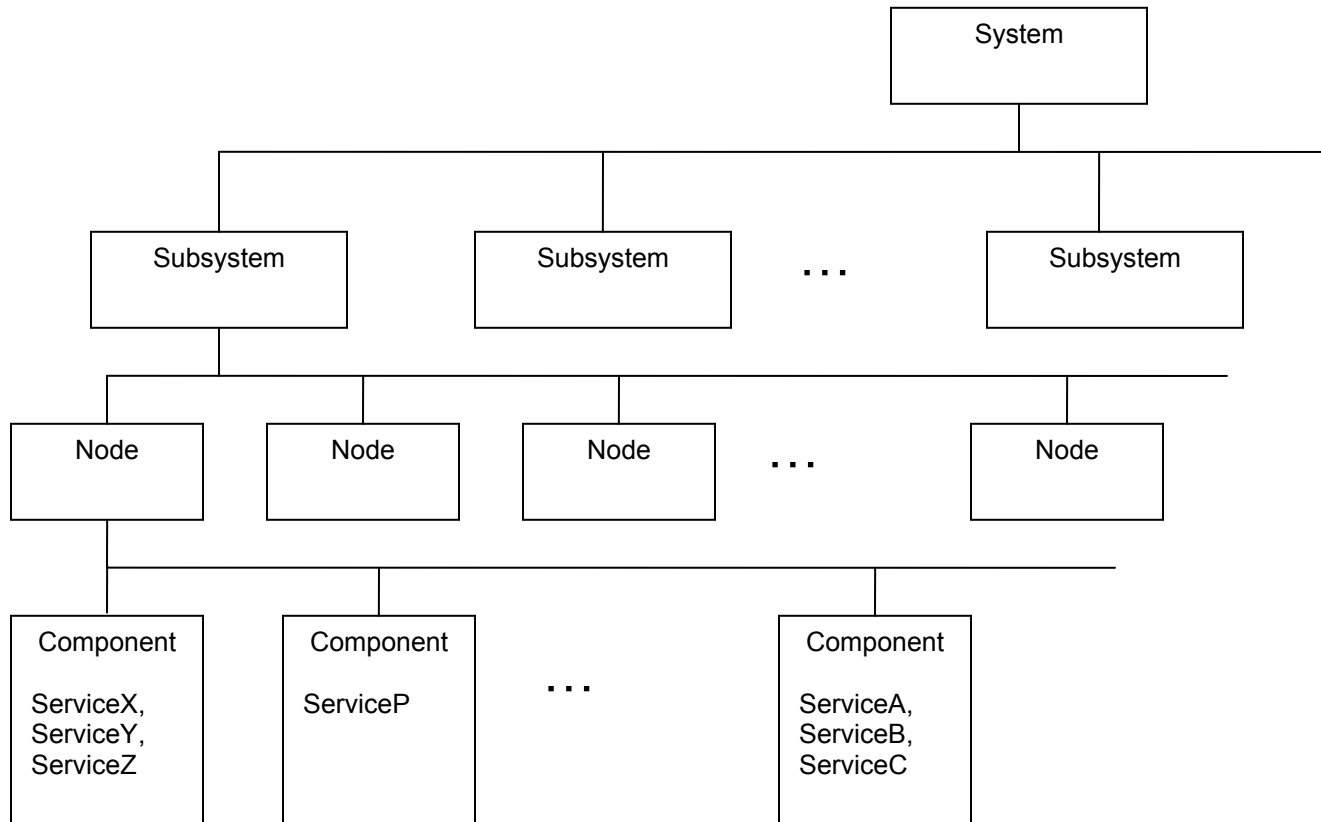 System
Subsystem
Subsystem
...
Subsystem
Node
Node
Node
...
Node
Component
ServiceX,
ServiceY,
ServiceZ
Component
ServiceP
...
Component
ServiceA,
ServiceB,
ServiceC